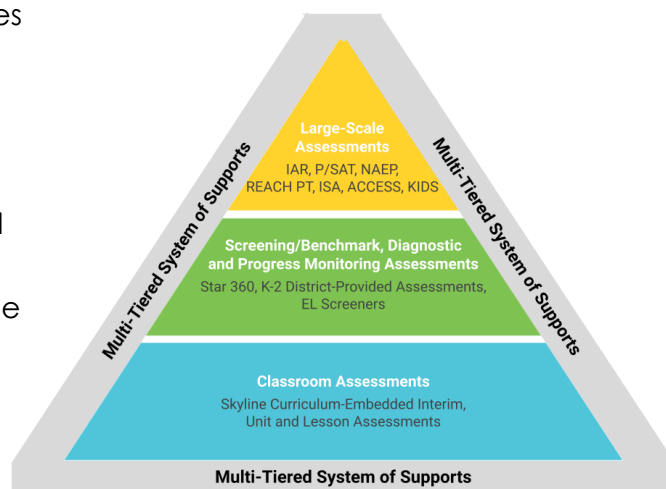 es
Large-Scale
Assessments
IAR, P/SAT, NAEP,
REACH PT, ISA, ACCESS, KIDS
Multi-Tiered System of Supports
Multi-Tiered System of Supports
Screening/Benchmark, Diagnostic
and Progress Monitoring Assessments
Star 360, K-2 District-Provided Assessments,
EL Screeners
e
Classroom Assessments
Skyline Curriculum-Embedded Interim,
Unit and Lesson Assessments
Multi-Tiered System of Supports